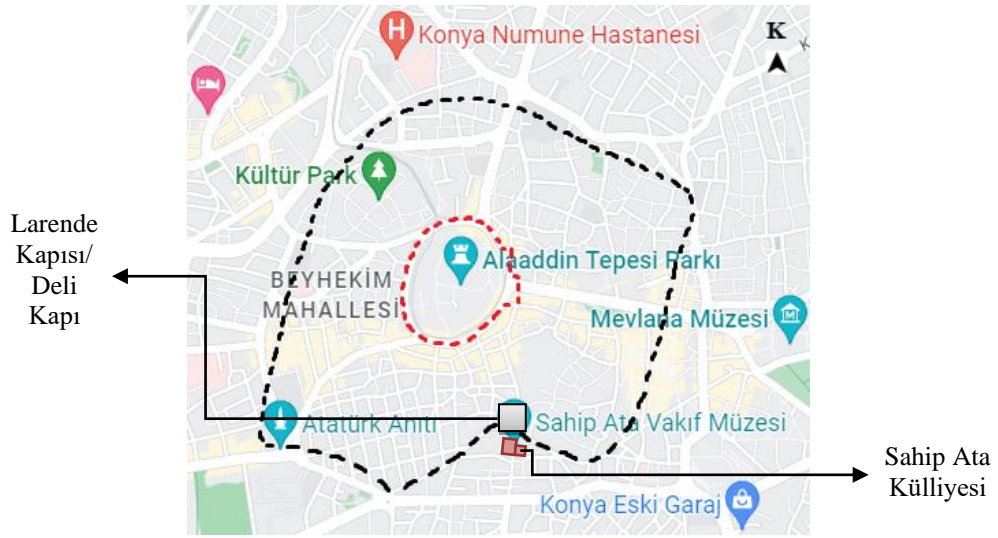 K
Konya Numune Hastanesi
Kültür Park
Larende
Kapısı/
Deli
Kapı
Alaaddin Tepesi Parkı
BEYHEKİM
MAHALLESİ
Mevlana Müzesi
Atatürk Anıtı
Sahip Ata Vakıf Müzesi
Sahip Ata
Külliyesi
Konya Eski Garaj